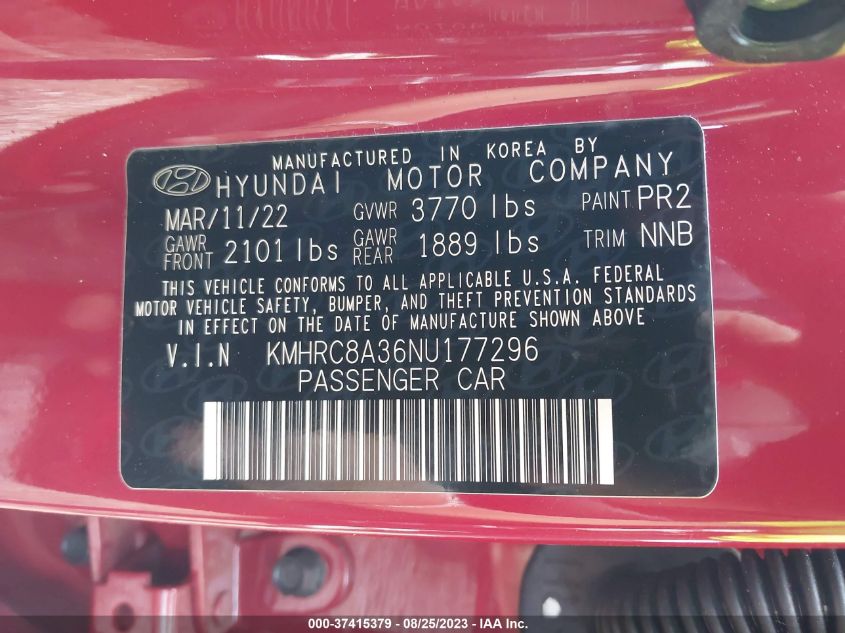 MANUFACTURED IN KOREA BY
HYUNDAI MOTOR COMPANY
MAR/11/22 GVWR 3770 lbs PAINT PR2
GAWR FRONT 2101 lbs GAWR REAR 1889 lbs TRIM NNB
THIS VEHICLE CONFORMS TO ALL APPLICABLE U.S.A. FEDERAL
MOTOR VEHICLE SAFETY, BUMPER, AND THEFT PREVENTION STANDARDS
IN EFFECT ON THE DATE OF MANUFACTURE SHOWN ABOVE
V.I.N KMHRC8A36NU177296
PASSENGER CAR
000-37415379 - 08/25/2023 - IAA Inc.